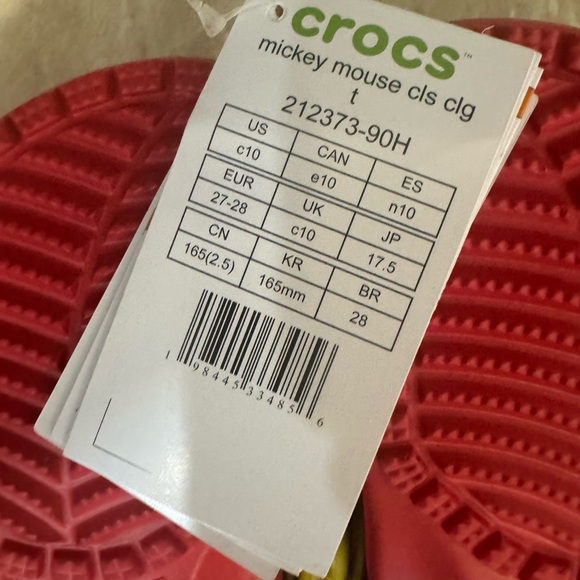 crocs™
mickey mouse cls clg
t
212373-90H
US CAN ES
c10 e10 n10
EUR UK JP
27-28 c10 17.5
CN KR BR
165(2.5) 165mm 28
1 98445 33485 6